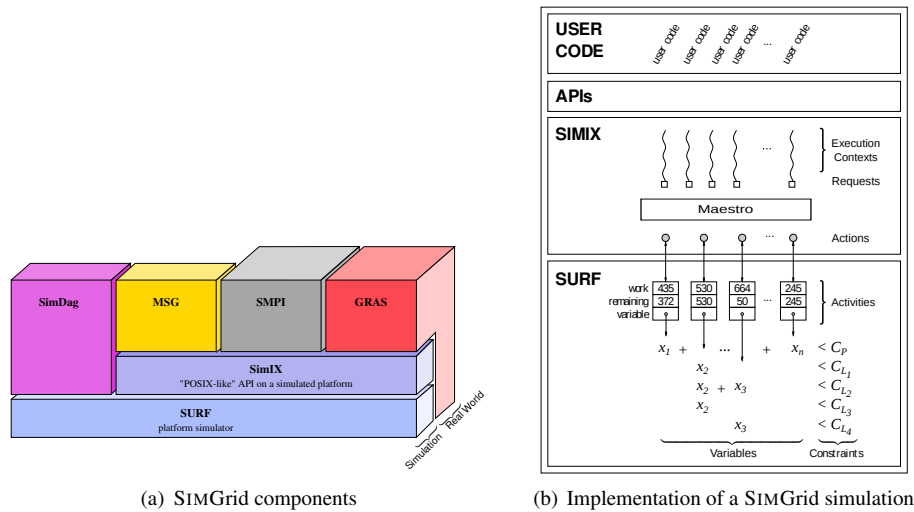 SimDag
MSG
SMPI
GRAS
SimIX
"POSIX-like" API on a simulated platform
SURF
platform simulator
Simulation
Real World
(a) SIMGrid components
USER
CODE
user code user code user code user code ... user code
APIs
SIMIX
...
Execution
Contexts
Requests
Maestro
... Actions
SURF
work 435 530 664 245
remaining 372 530 50 ... 245
variable
Activities
x1 + ... + xn < CP
x2 < CL1
x2 + x3 < CL2
x2 < CL3
x3 < CL4
Variables Constraints
(b) Implementation of a SIMGrid simulation